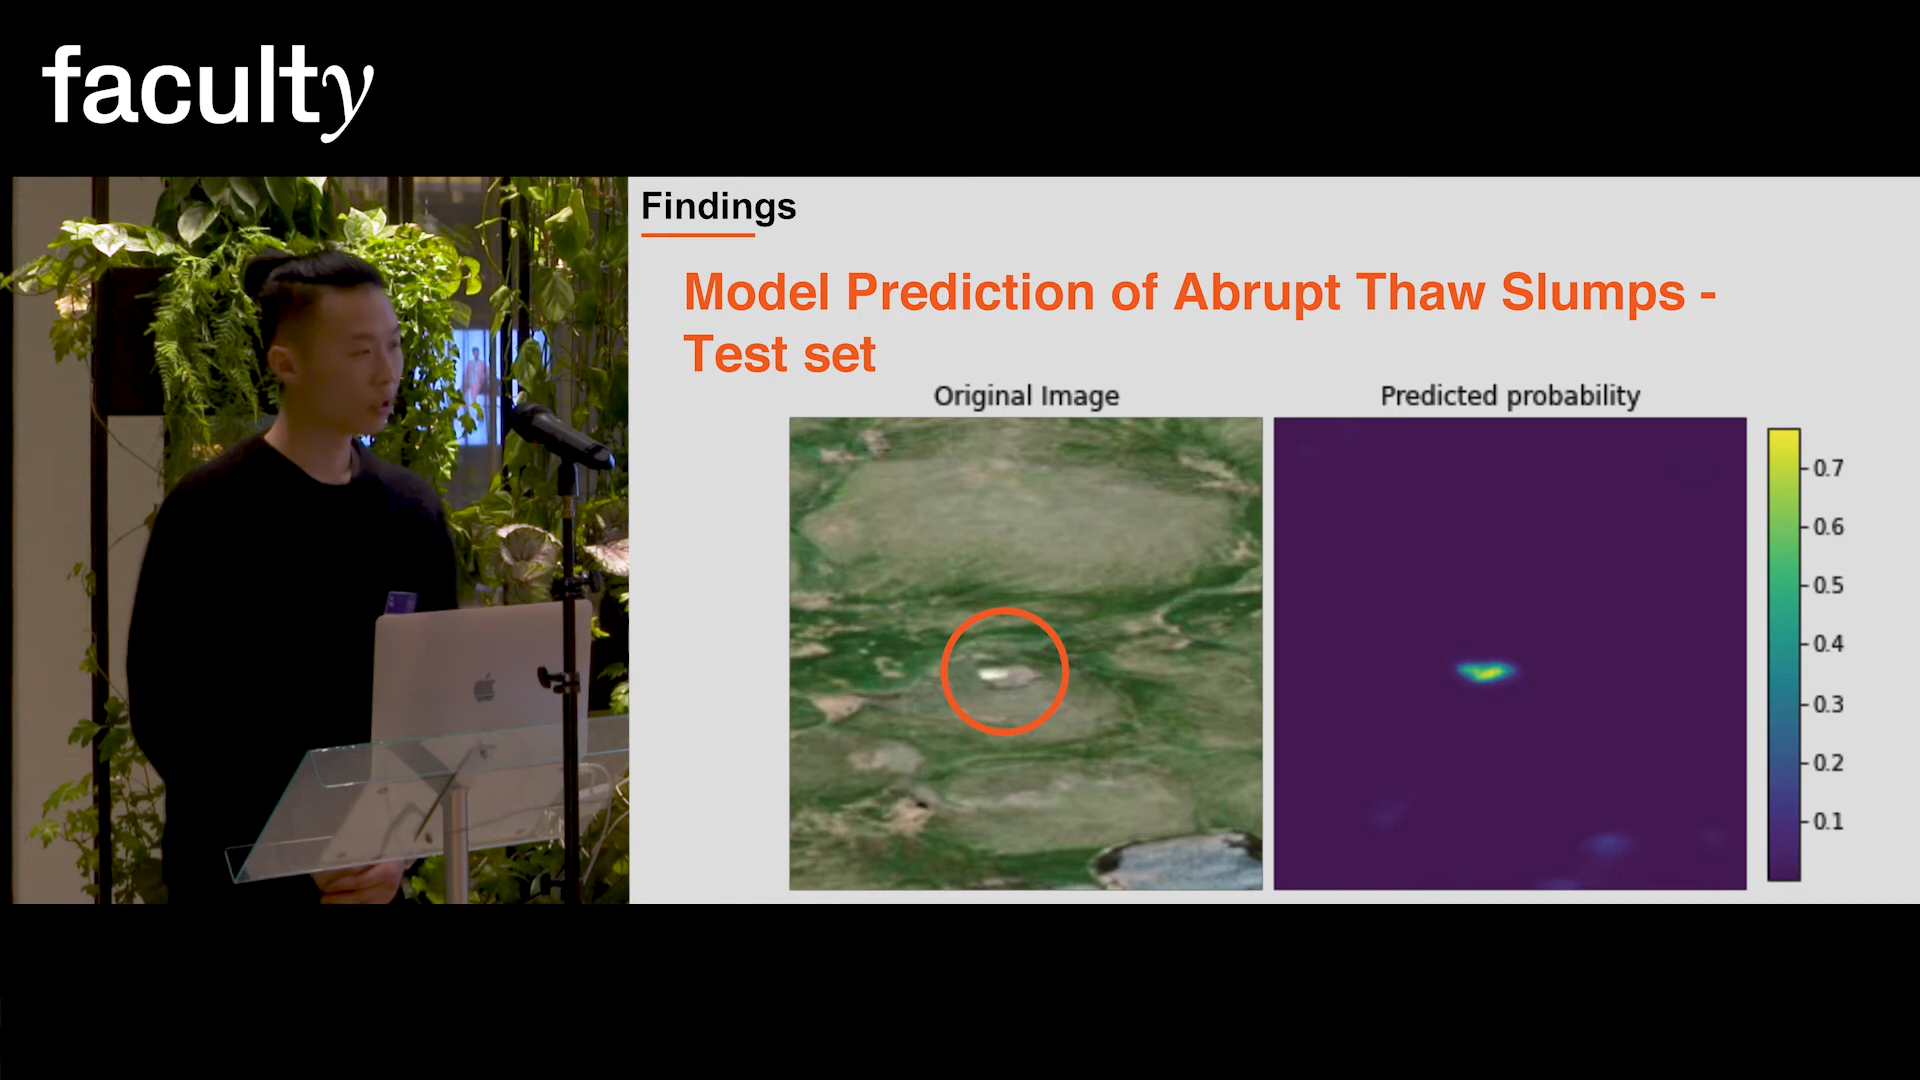 faculty
Findings
Model Prediction of Abrupt Thaw Slumps -
Test set
Original Image
Predicted probability
0.7
0.6
0.5
0.4
0.3
0.2
0.1